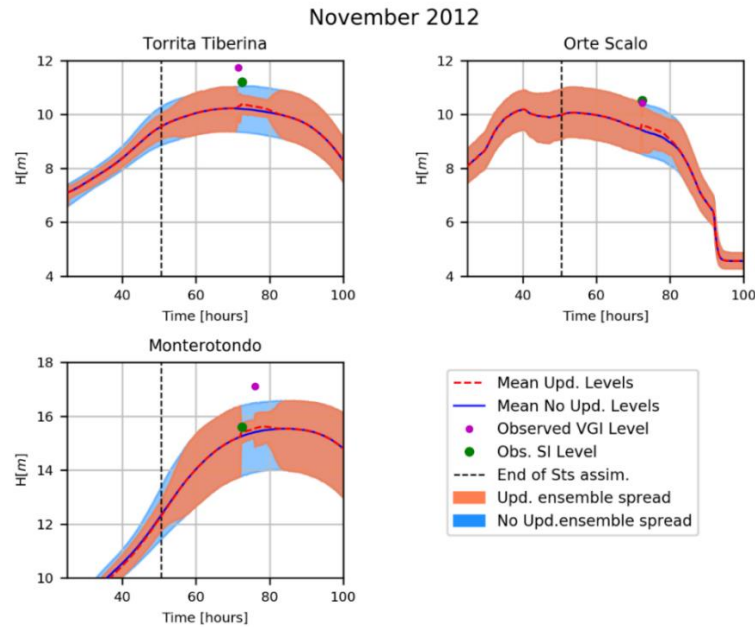 November 2012
Torrita Tiberina
12
10
8
6
4
H[m]
40
60
80
100
Time [hours]
Orte Scalo
12
10
8
6
4
H[m]
40
60
80
100
Time [hours]
Monterotondo
18
16
14
12
10
H[m]
40
60
80
100
Time [hours]
Mean Upd. Levels
Mean No Upd. Levels
Observed VGI Level
Obs. SI Level
End of Sts assim.
Upd. ensemble spread
No Upd.ensemble spread